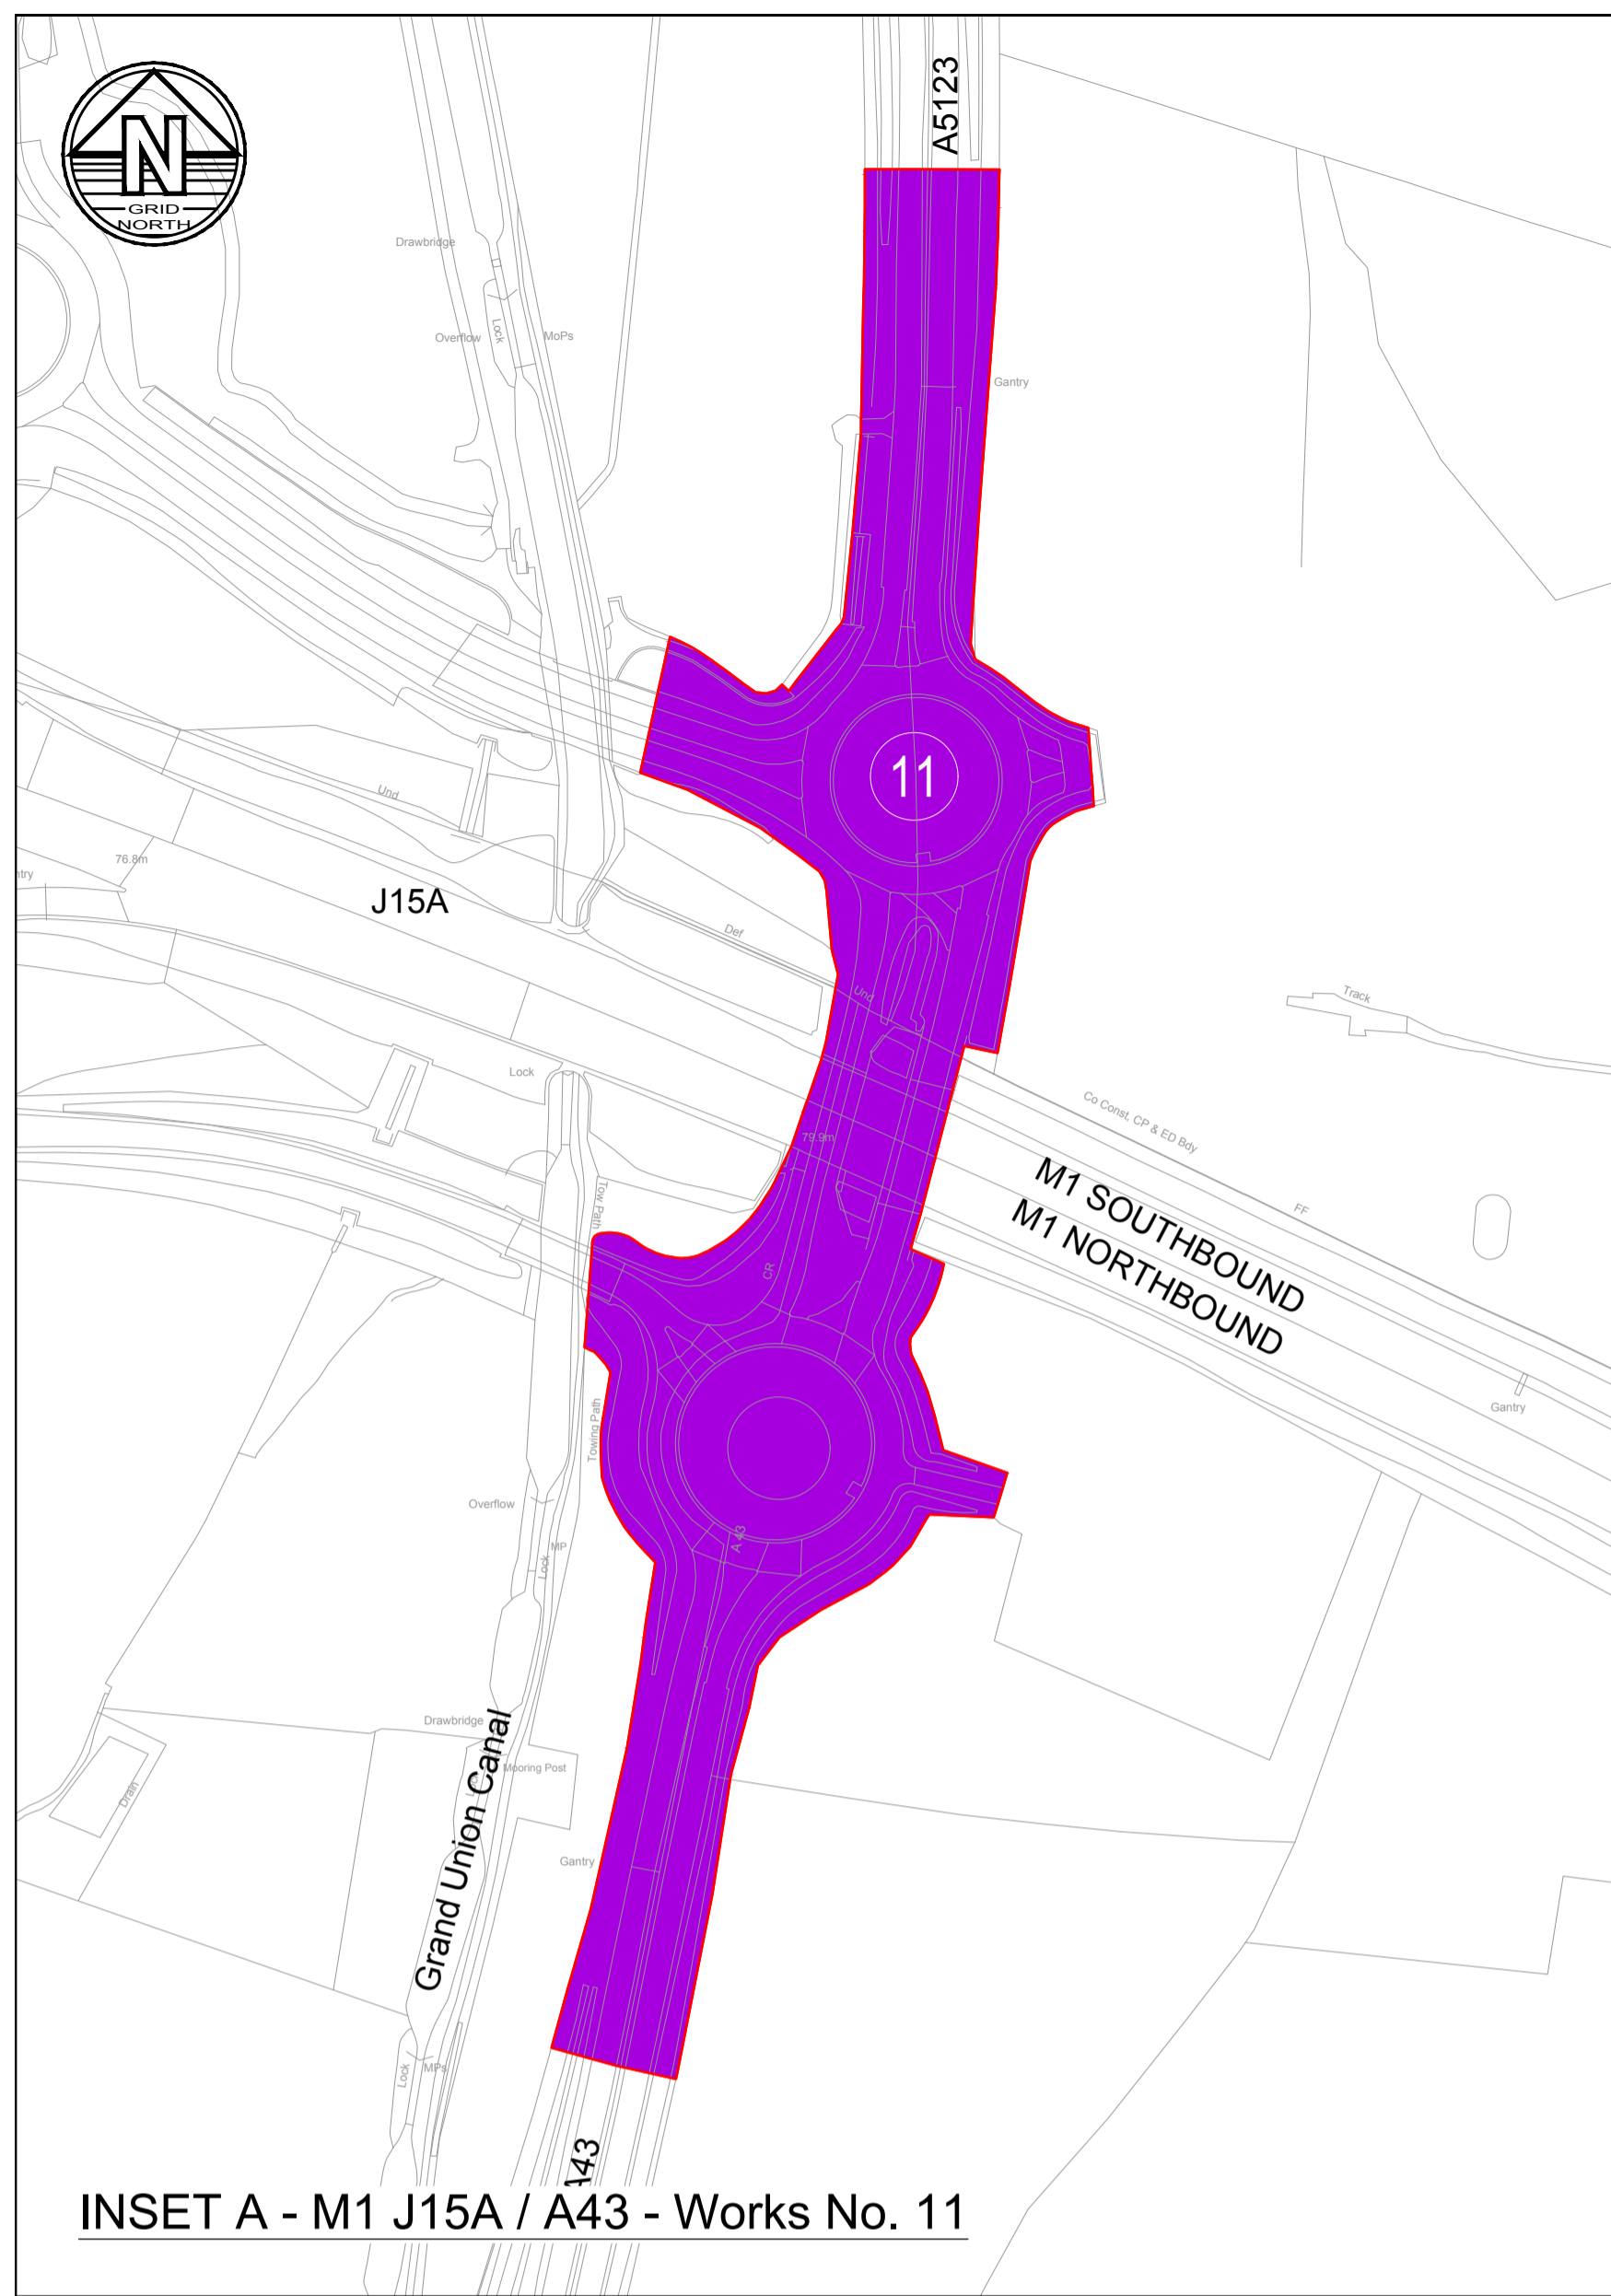 A5123
N
GRID
NORTH
Drawbridge
Overflow
Lock
MoPs
Gantry
11
Und
76.8m
ntry
J15A
Def
Und
Track
Lock
Co Const, CP & ED Bdy
79.9m
M1 SOUTHBOUND
M1 NORTHBOUND
Tow Path
FF
CR
Gantry
Towing Path
Overflow
A 43
MP
Lock
Drawbridge
Mooring Post
Grand Union Canal
Drain
Gantry
Lock
MPs
A43
INSET A - M1 J15A / A43 - Works No. 11